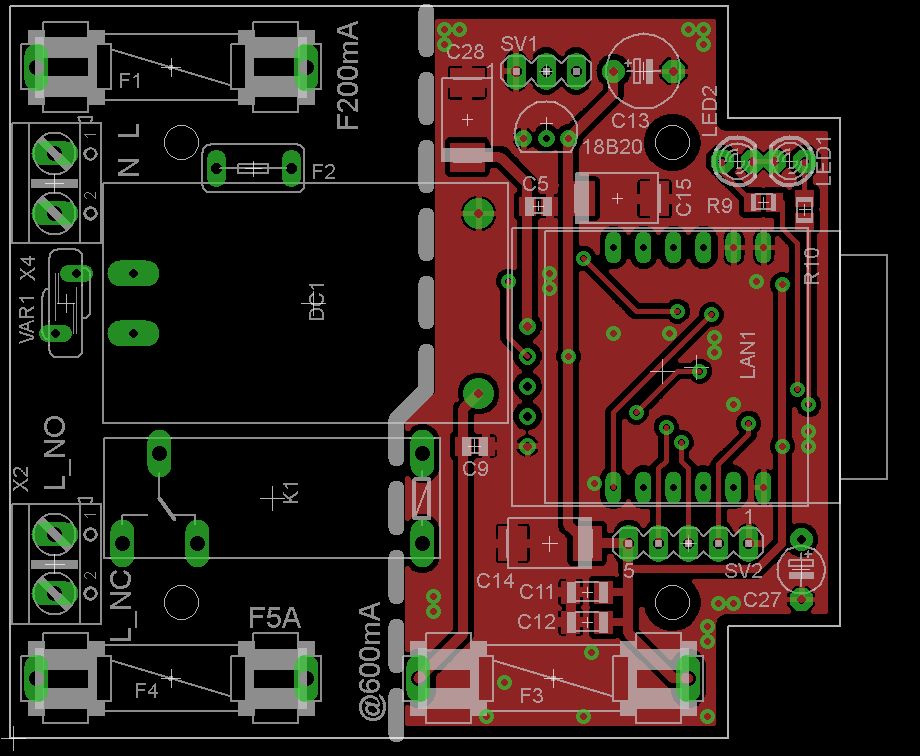 F1
F200mA
C28
SV1
C13
LED2
LED1
18B20
L
N
1
2
F2
C5
C15
R9
R10
X4
VAR1
DC1
LAN1
L_NO
X2
K1
C9
1
2
1
5
SV2
C14
C11
C12
C27
L_NC
F5A
@600mA
F4
F3